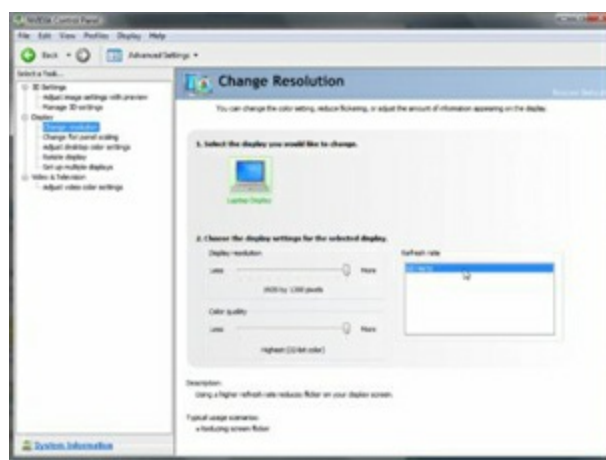 NVIDIA Control Panel
File Edit View Profiles Display Help
Back Advanced Settings
Select a Task...
3D Settings
Adjust image settings with preview
Manage 3D settings
Display
Change resolution
Change flat panel scaling
Adjust desktop color settings
Rotate display
Set up multiple displays
Video & Television
Adjust video color settings
System Information
Change Resolution
You can change the color setting, reduce flickering, or adjust the amount of information appearing on the display.
1. Select the display you would like to change.
Laptop Display
2. Choose the display settings for the selected display.
Display resolution
Less More
1920 by 1200 pixels
Refresh rate
Color quality
Less More
Highest (32-bit color)
Description:
Using a higher refresh rate reduces flicker on your display screen.
Typical usage scenarios:
Reducing screen flicker